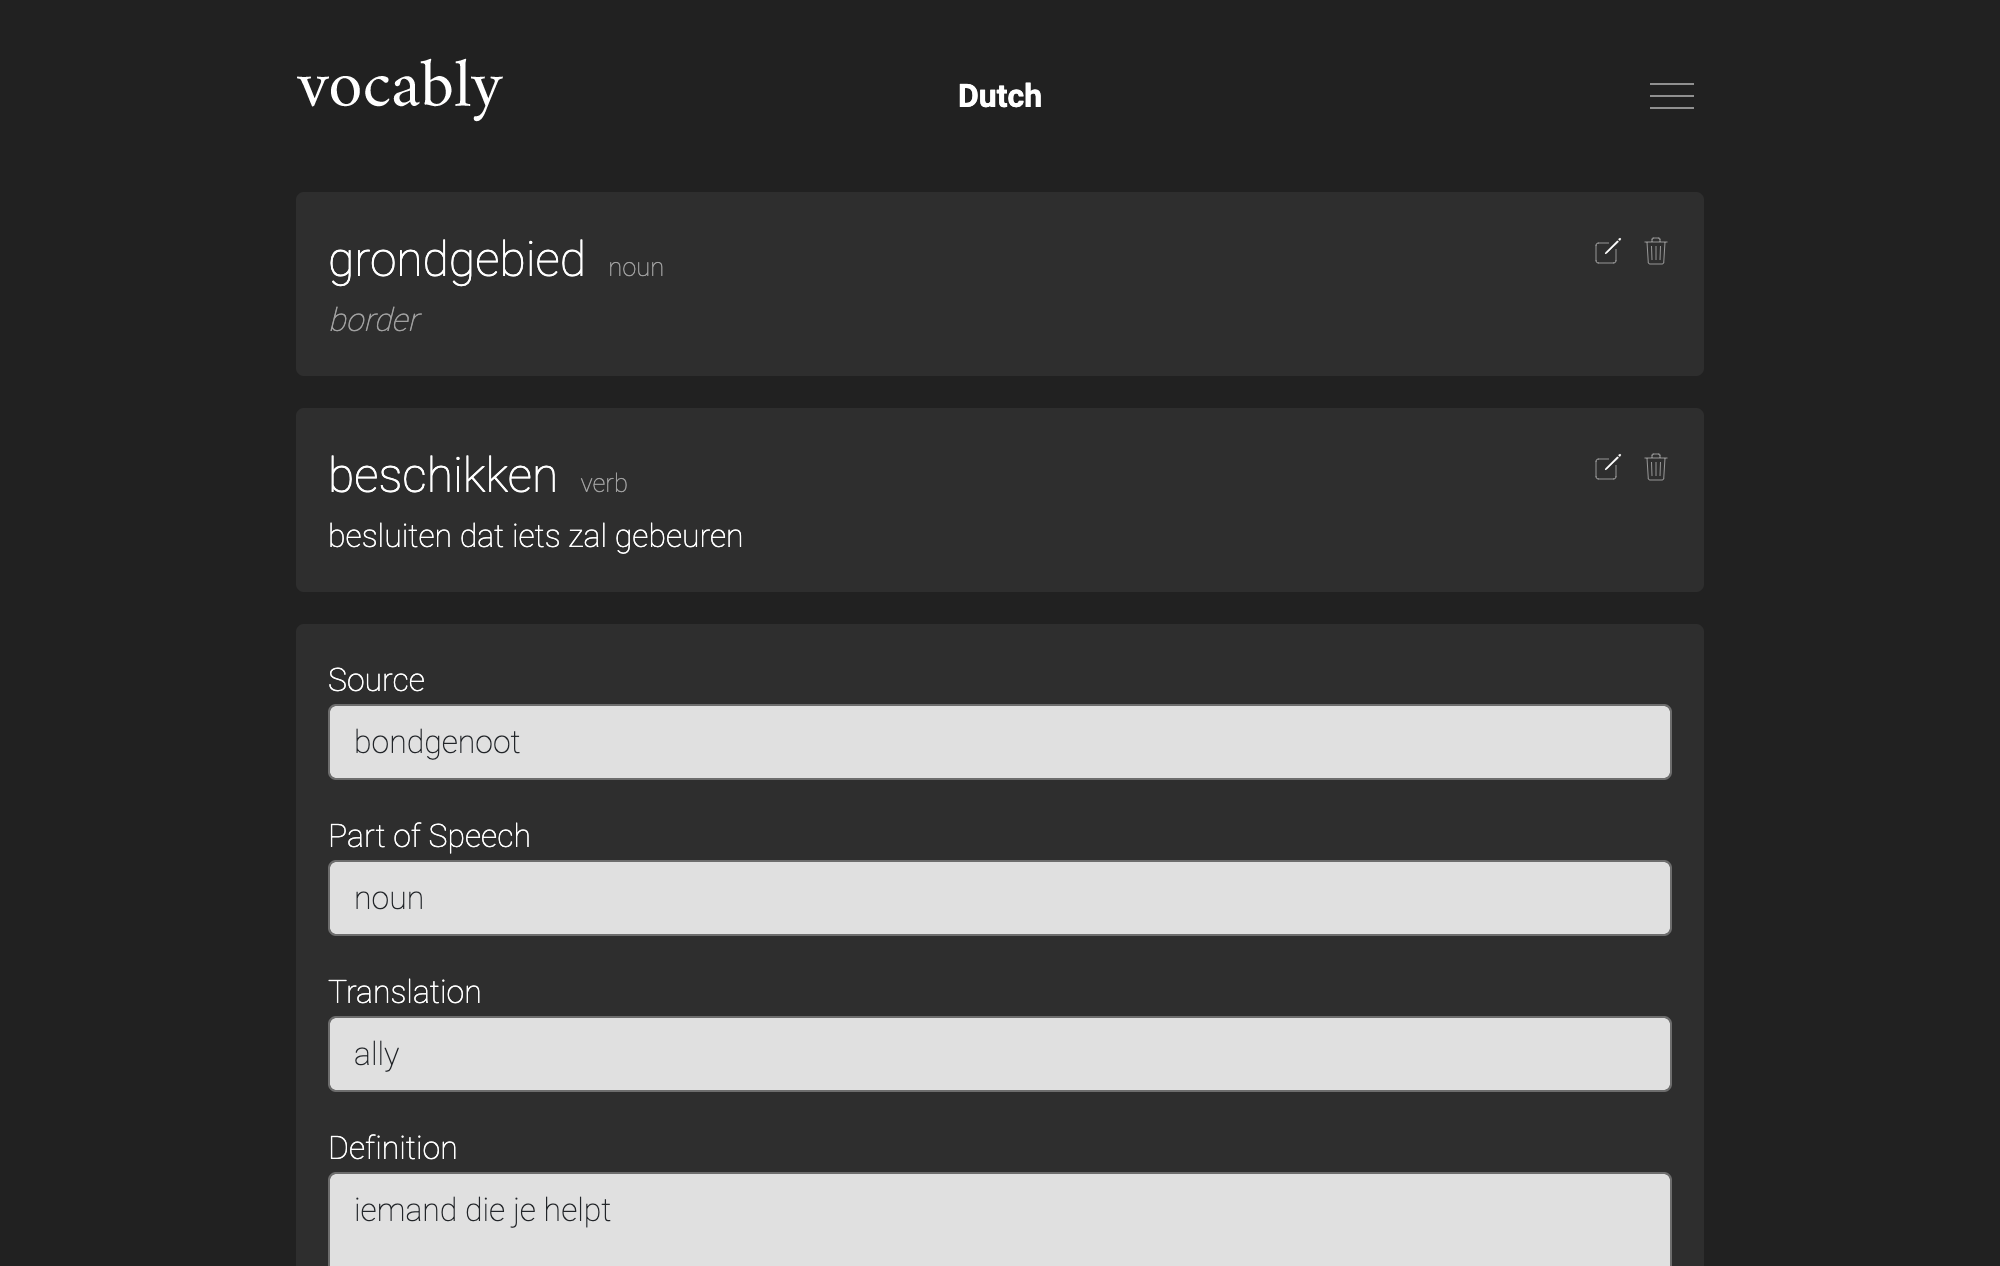 vocably
Dutch
grondgebied noun
border
beschikken verb
besluiten dat iets zal gebeuren
Source
bondgenoot
Part of Speech
noun
Translation
ally
Definition
iemand die je helpt